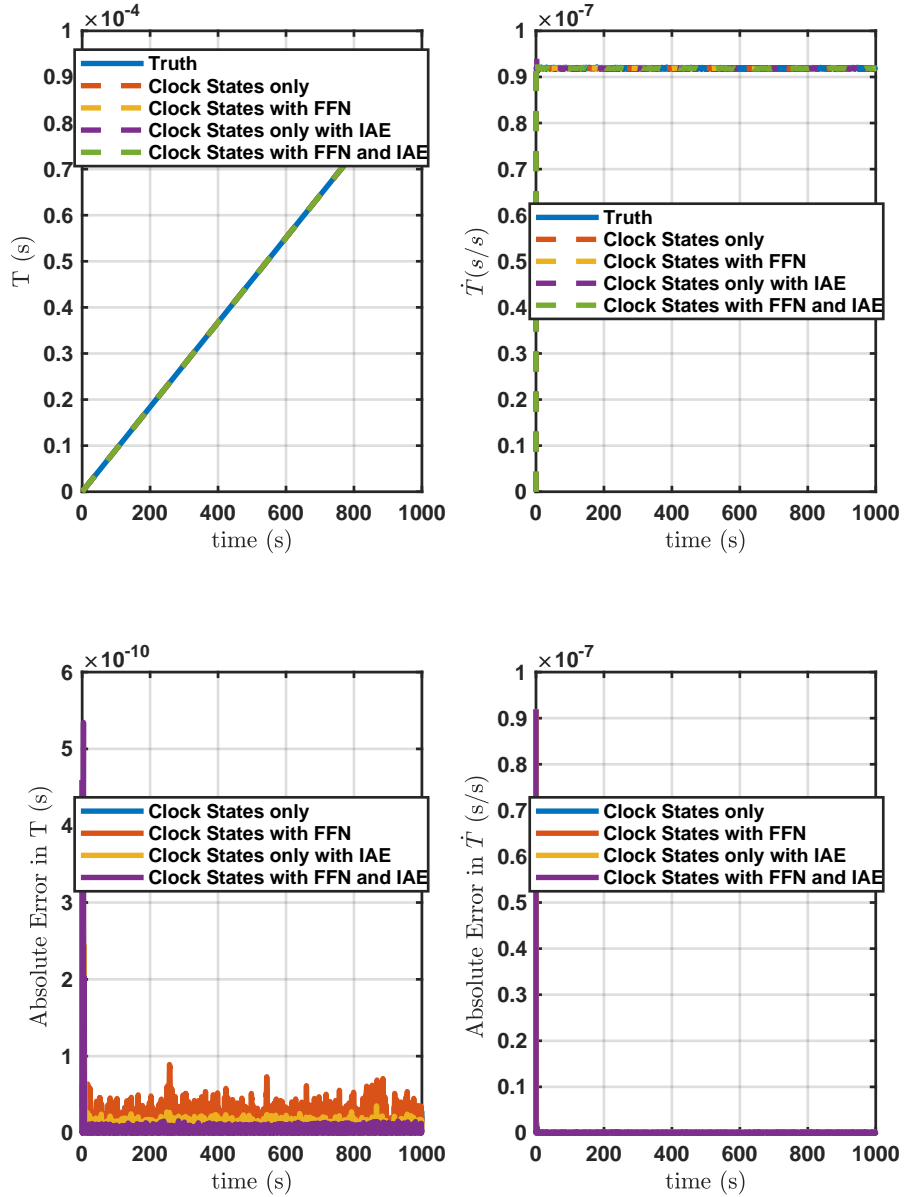 ×10⁻⁴
1
0.9
0.8
0.7
0.6
0.5
0.4
0.3
0.2
0.1
0
T (s)
Truth
Clock States only
Clock States with FFN
Clock States only with IAE
Clock States with FFN and IAE
0 200 400 600 800 1000
time (s)
×10⁻⁷
1
0.9
0.8
0.7
0.6
0.5
0.4
0.3
0.2
0.1
0
Ṫ(s/s)
Truth
Clock States only
Clock States with FFN
Clock States only with IAE
Clock States with FFN and IAE
0 200 400 600 800 1000
time (s)
×10⁻¹⁰
6
5
4
3
2
1
0
Absolute Error in T (s)
Clock States only
Clock States with FFN
Clock States only with IAE
Clock States with FFN and IAE
0 200 400 600 800 1000
time (s)
×10⁻⁷
1
0.9
0.8
0.7
0.6
0.5
0.4
0.3
0.2
0.1
0
Absolute Error in Ṫ (s/s)
Clock States only
Clock States with FFN
Clock States only with IAE
Clock States with FFN and IAE
0 200 400 600 800 1000
time (s)